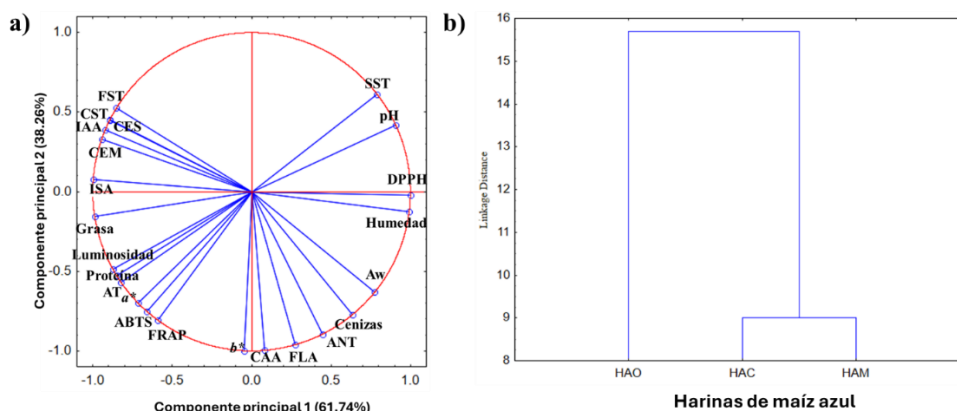 a)
1.0
0.5
0.0
-0.5
-1.0
Componente principal 2 (38.26%)
FST
CST
CES
IAA
CEM
ISA
Grasa
Luminosidad
Proteína
AT
a*
ABTS
FRAP
b*
CAA
FLA
ANT
Cenizas
Aw
Humedad
DPPH
pH
SST
-1.0 -0.5 0.0 0.5 1.0
Componente principal 1 (61.74%)
b)
16
15
14
13
12
11
10
9
8
Linkage Distance
HAO HAC HAM
Harinas de maíz azul